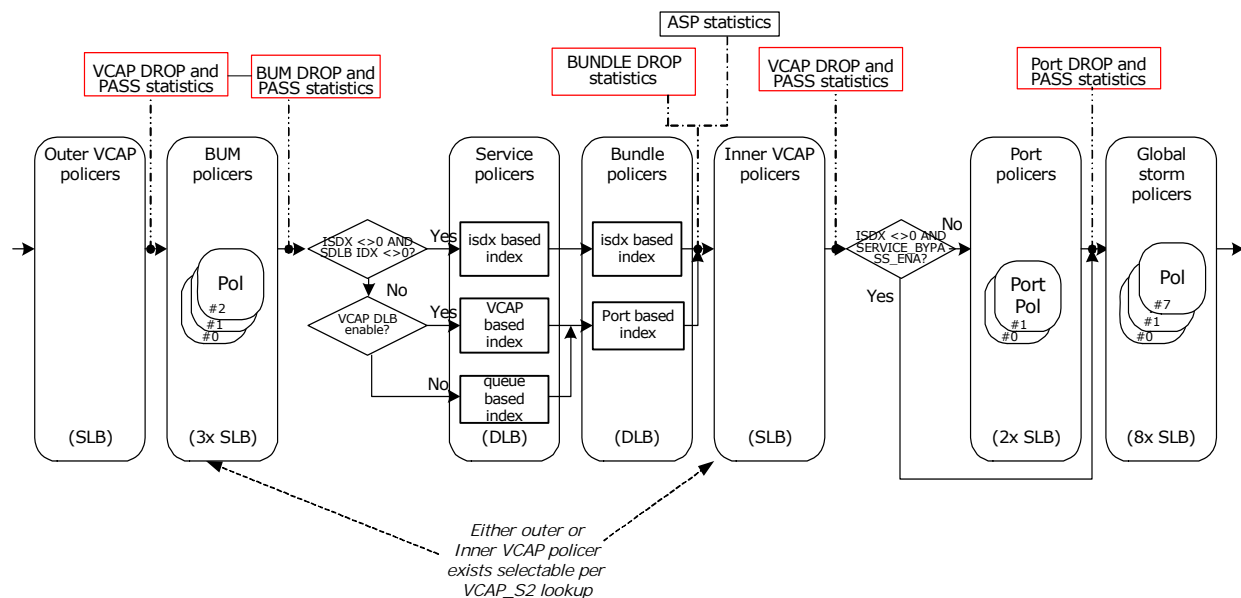 ASP statistics
VCAP DROP and
PASS statistics
BUM DROP and
PASS statistics
BUNDLE DROP
statistics
VCAP DROP and
PASS statistics
Port DROP and
PASS statistics
Outer VCAP
policers
(SLB)
BUM
policers
Pol
#2
#1
#0
(3x SLB)
ISDX <>0 AND
SDLB IDX <>0?
Yes
No
VCAP DLB
enable?
Yes
No
Service
policers
isdx based
index
VCAP
based
index
queue
based
index
(DLB)
Bundle
policers
isdx based
index
Port based
index
(DLB)
Inner VCAP
policers
(SLB)
ISDX <>0 AND
SERVICE_BYPA
SS_ENA?
No
Yes
Port
policers
Port
Pol
#1
#0
(2x SLB)
Global
storm
policers
Pol
#7
#1
#0
(8x SLB)
Either outer or
Inner VCAP policer
exists selectable per
VCAP_S2 lookup